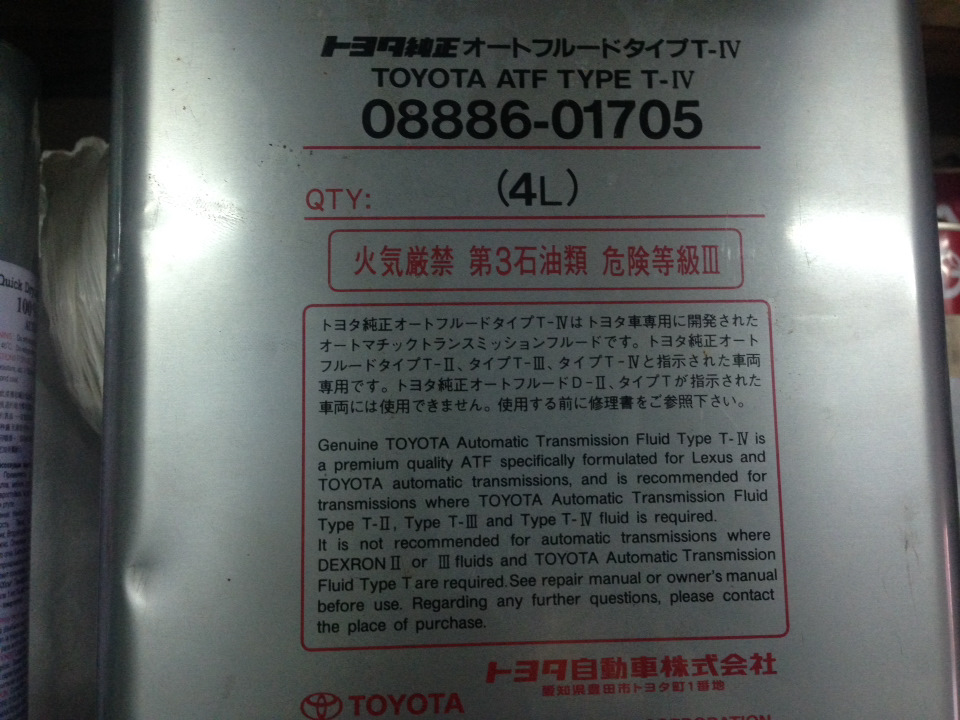 トヨタ純正オートフルードタイプT-Ⅳ
TOYOTA ATF TYPE T-Ⅳ
08886-01705
QTY: (4L)
火気厳禁 第3石油類 危険等級Ⅲ
トヨタ純正オートフルードタイプT-Ⅳはトヨタ車専用に開発された
オートマチックトランスミッションフルードです。トヨタ純正オート
フルードタイプT-Ⅱ、タイプT-Ⅲ、タイプT-Ⅳと指示された車両
専用です。トヨタ純正オートフルードD-Ⅱ、タイプTが指示された
車両には使用できません。使用する前に修理書をご参照下さい。
Genuine TOYOTA Automatic Transmission Fluid Type T-Ⅳ is
a premium quality ATF specifically formulated for Lexus and
TOYOTA automatic transmissions, and is recommended for
transmissions where TOYOTA Automatic Transmission Fluid
Type T-Ⅱ, Type T-Ⅲ and Type T-Ⅳ fluid is required.
It is not recommended for automatic transmissions where
DEXRONⅡ or Ⅲ fluids and TOYOTA Automatic Transmission
Fluid Type T are required. See repair manual or owner's manual
before use. Regarding any further questions, please contact
the place of purchase.
トヨタ自動車株式会社
愛知県豊田市トヨタ町1番地
TOYOTA
CORPORATION
Quick
100